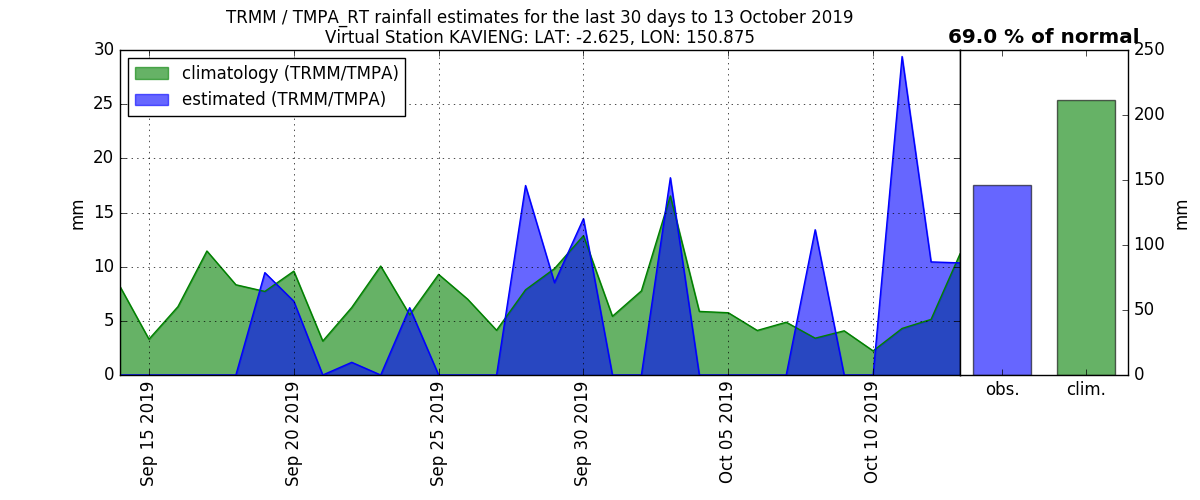 TRMM / TMPA_RT rainfall estimates for the last 30 days to 13 October 2019
Virtual Station KAVIENG: LAT: -2.625, LON: 150.875
69.0 % of normal
climatology (TRMM/TMPA)
estimated (TRMM/TMPA)
30
25
20
15
10
5
0
mm
250
200
150
100
50
0
mm
Sep 15 2019
Sep 20 2019
Sep 25 2019
Sep 30 2019
Oct 05 2019
Oct 10 2019
obs.
clim.